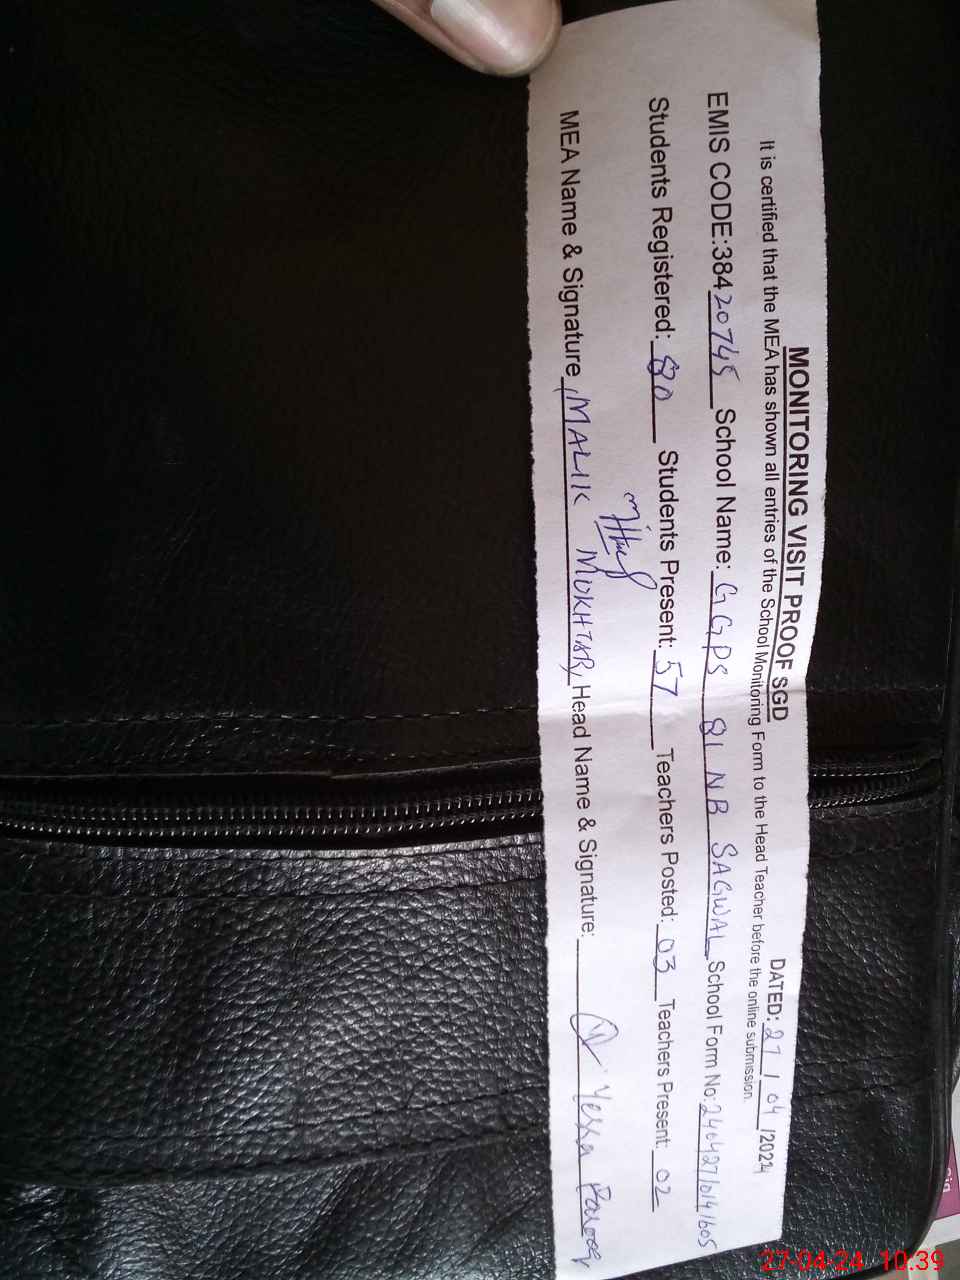 MONITORING VISIT PROOF SGD DATED: 27/04/2024
It is certified that the MEA has shown all entries of the School Monitoring Form to the Head Teacher before the online submission.
EMIS CODE:38420745 School Name: GGPS 81 NB SAGWAL School Form No:
Students Registered: 80 Students Present: 57 Teachers Posted: 03 Teachers Present: 02
MEA Name & Signature MALIK MUKHTAR Head Name & Signature:
27-04-24 10:39